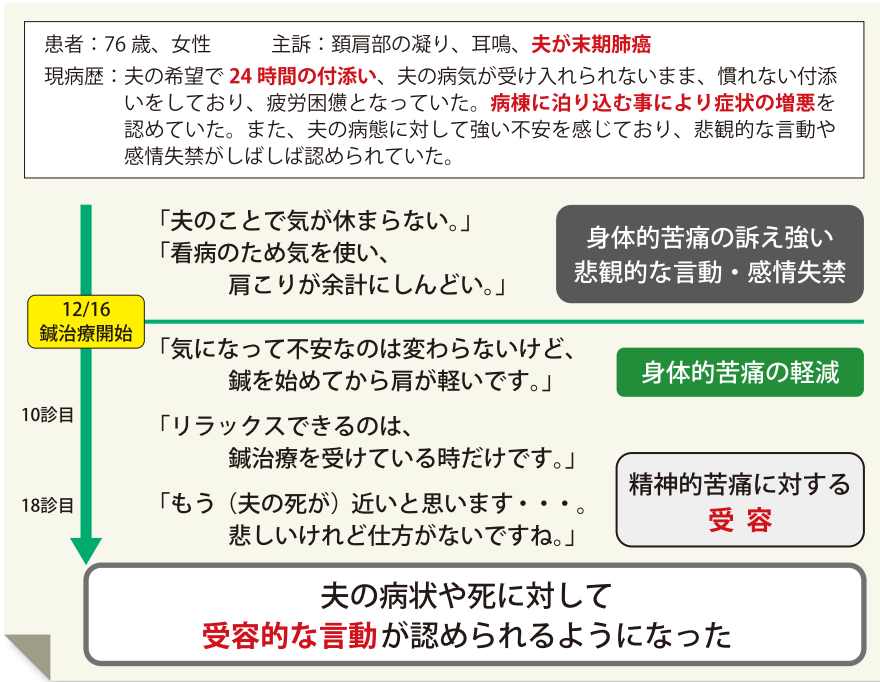 患者：76 歳、女性　　　主訴：頚肩部の凝り、耳鳴、夫が末期肺癌
現病歴：夫の希望で 24 時間の付添い、夫の病気が受け入れられないまま、慣れない付添
いをしており、疲労困憊となっていた。病棟に泊り込む事により症状の増悪を
認めていた。また、夫の病態に対して強い不安を感じており、悲観的な言動や
感情失禁がしばしば認められていた。
「夫のことで気が休まらない。」
「看病のため気を使い、
肩こりが余計にしんどい。」
身体的苦痛の訴え強い
悲観的な言動・感情失禁
12/16
鍼治療開始
「気になって不安なのは変わらないけど、
鍼を始めてから肩が軽いです。」
身体的苦痛の軽減
10診目
「リラックスできるのは、
鍼治療を受けている時だけです。」
18診目
「もう（夫の死が）近いと思います・・・。
悲しいけれど仕方がないですね。」
精神的苦痛に対する
受 容
夫の病状や死に対して
受容的な言動が認められるようになった